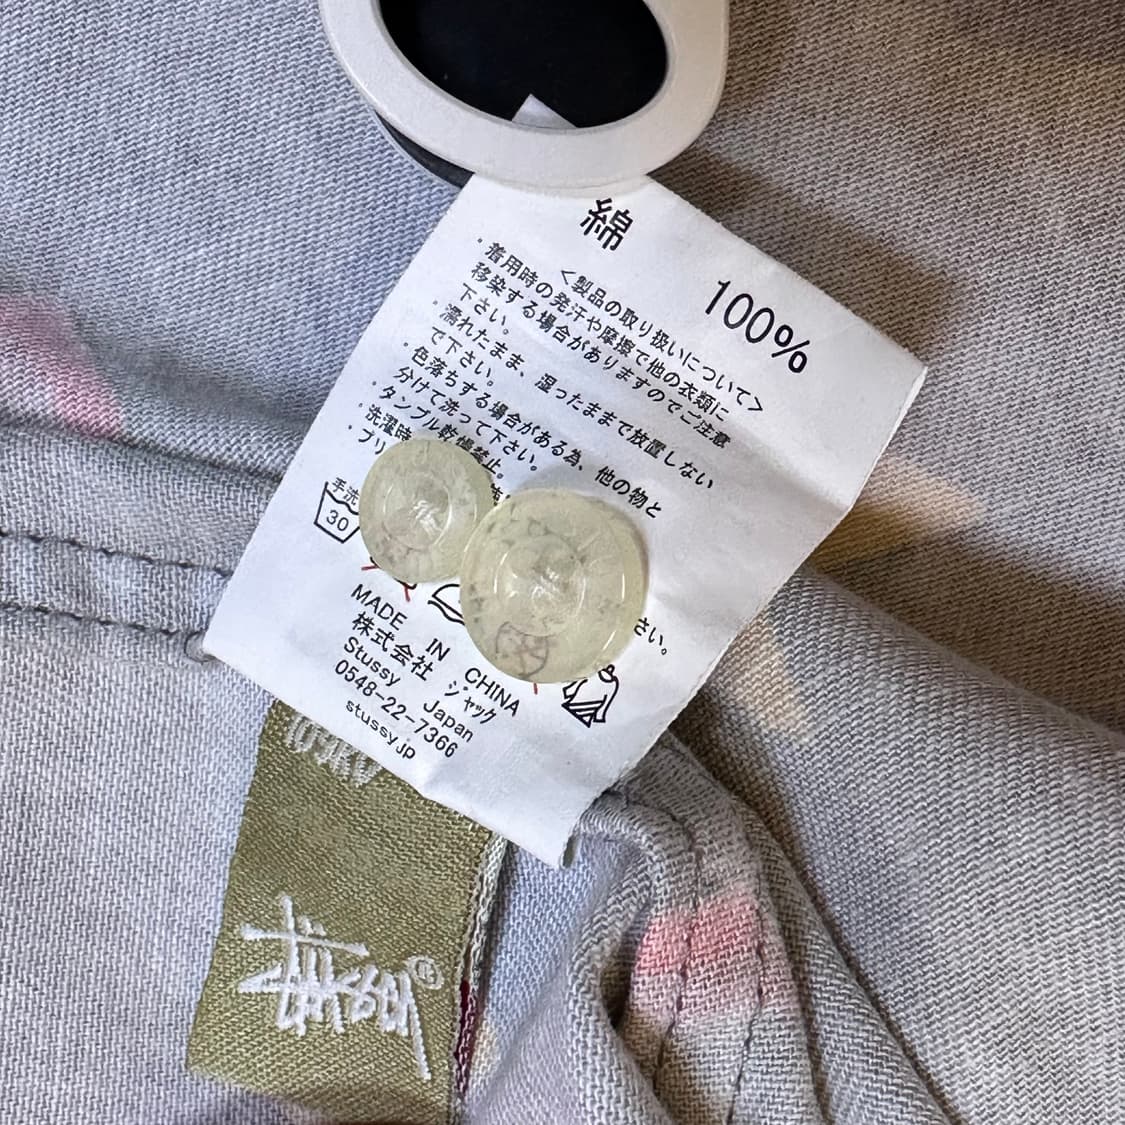 綿 100%
<製品の取り扱いについて>
・着用時の発汗や摩擦で他の衣類に
移染する場合がありますのでご注意
下さい。
・濡れたまま、湿ったままで放置しない
で下さい。
・色落ちする場合がある為、他の物と
分けて洗って下さい。
・タンブル乾燥禁止。
・洗濯時
・プリ
さい。
手洗
30
MADE IN CHINA
株式会社 ジャック
Stussy Japan
0548-22-7366
stussy.jp
Stüssy®